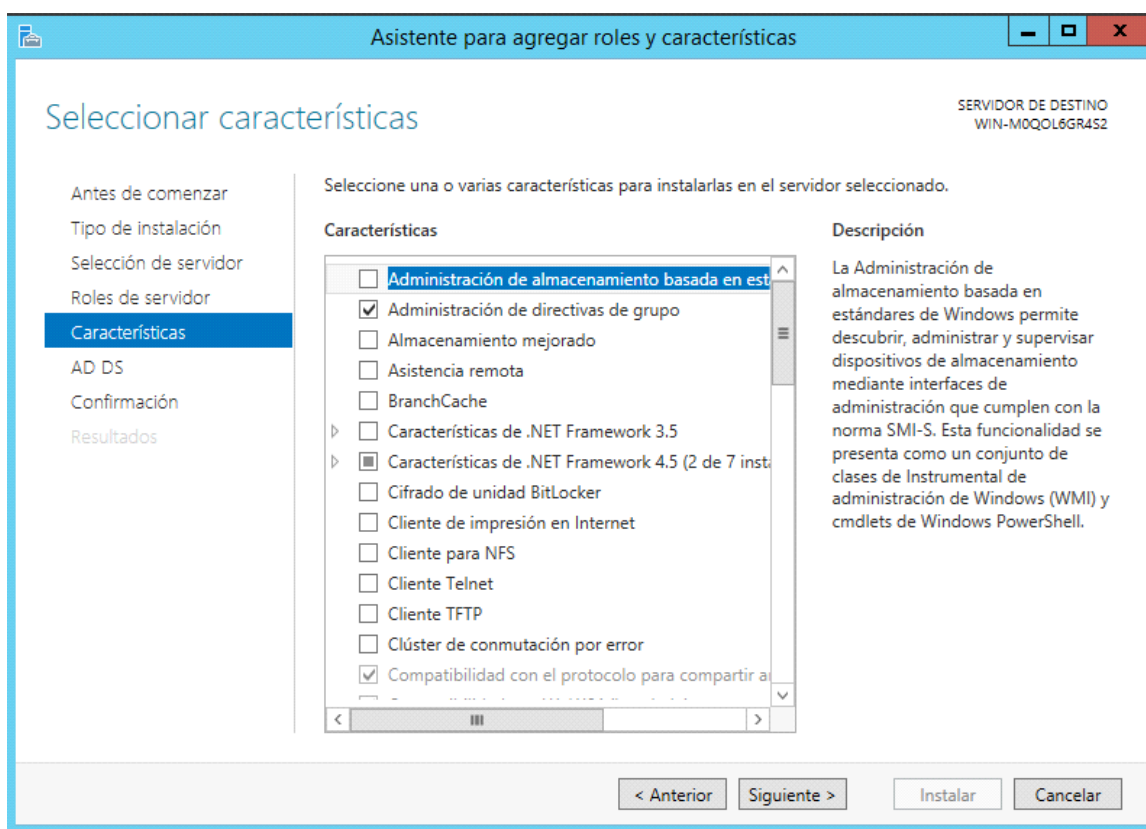 Asistente para agregar roles y características
Seleccionar características
SERVIDOR DE DESTINO
WIN-M0QOL6GR4S2
Antes de comenzar
Tipo de instalación
Selección de servidor
Roles de servidor
Características
AD DS
Confirmación
Resultados
Seleccione una o varias características para instalarlas en el servidor seleccionado.
Características
Administración de almacenamiento basada en est
Administración de directivas de grupo
Almacenamiento mejorado
Asistencia remota
BranchCache
Características de .NET Framework 3.5
Características de .NET Framework 4.5 (2 de 7 insta
Cifrado de unidad BitLocker
Cliente de impresión en Internet
Cliente para NFS
Cliente Telnet
Cliente TFTP
Clúster de conmutación por error
Compatibilidad con el protocolo para compartir ar
Descripción
La Administración de
almacenamiento basada en
estándares de Windows permite
descubrir, administrar y supervisar
dispositivos de almacenamiento
mediante interfaces de
administración que cumplen con la
norma SMI-S. Esta funcionalidad se
presenta como un conjunto de
clases de Instrumental de
administración de Windows (WMI) y
cmdlets de Windows PowerShell.
< Anterior
Siguiente >
Instalar
Cancelar